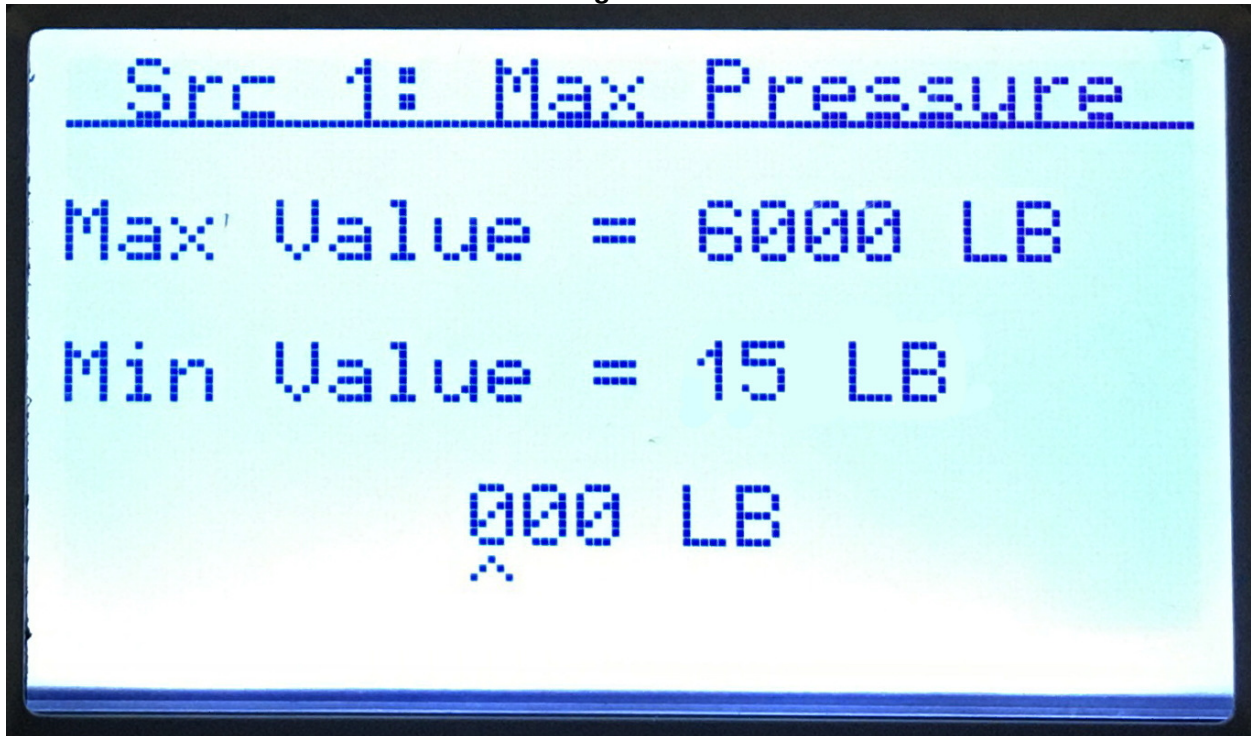 Src 1: Max Pressure
Max Value = 6000 LB
Min Value = 15 LB
000 LB
^